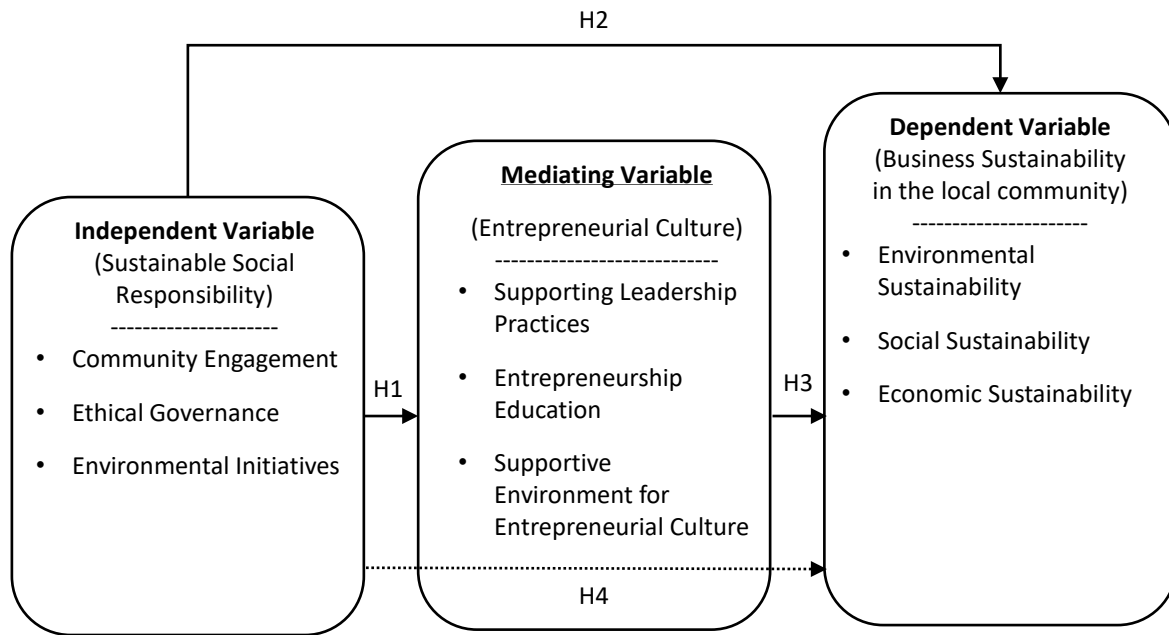 H2
Independent Variable
(Sustainable Social
Responsibility)
---------------------
• Community Engagement
• Ethical Governance
• Environmental Initiatives
H1
Mediating Variable
(Entrepreneurial Culture)
----------------------------
• Supporting Leadership
Practices
• Entrepreneurship
Education
• Supportive
Environment for
Entrepreneurial Culture
H3
Dependent Variable
(Business Sustainability
in the local community)
----------------------
• Environmental
Sustainability
• Social Sustainability
• Economic Sustainability
H4